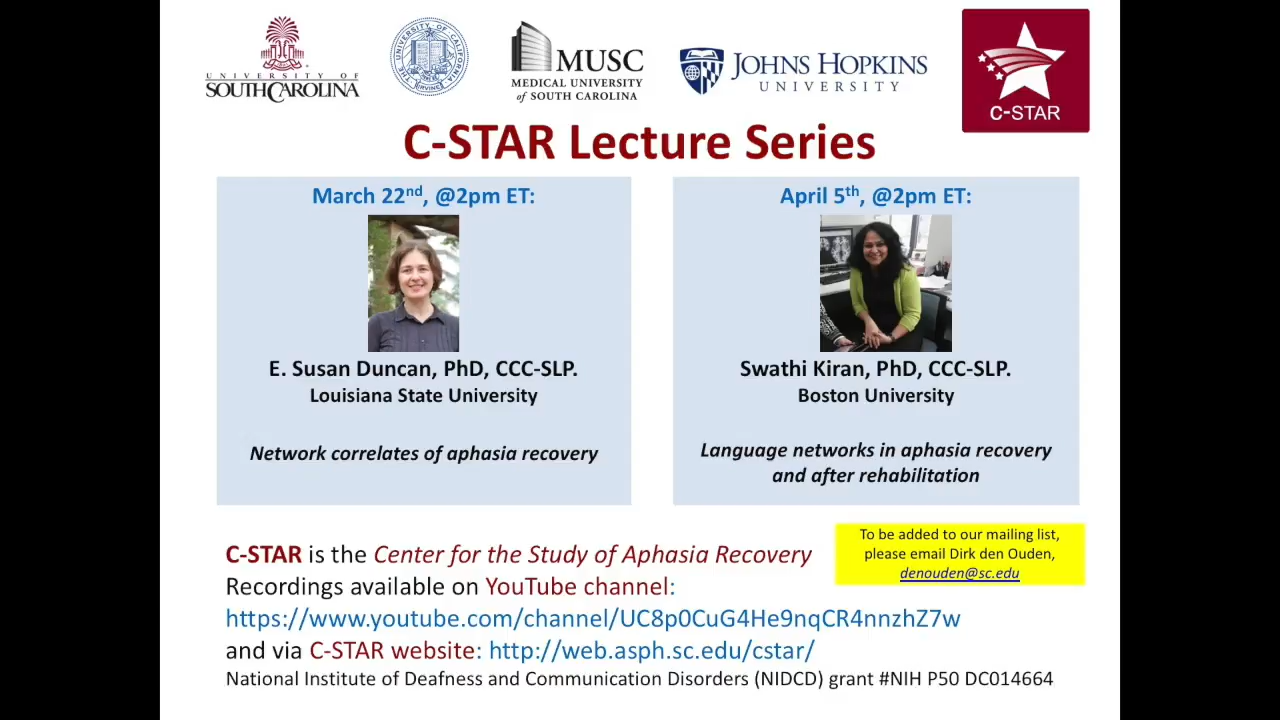 UNIVERSITY OF
SOUTH CAROLINA
MUSC
MEDICAL UNIVERSITY
of SOUTH CAROLINA
JOHNS HOPKINS
UNIVERSITY
C-STAR
C-STAR Lecture Series
March 22nd, @2pm ET:
E. Susan Duncan, PhD, CCC-SLP.
Louisiana State University
Network correlates of aphasia recovery
April 5th, @2pm ET:
Swathi Kiran, PhD, CCC-SLP.
Boston University
Language networks in aphasia recovery
and after rehabilitation
To be added to our mailing list,
please email Dirk den Ouden,
denouden@sc.edu
C-STAR is the Center for the Study of Aphasia Recovery
Recordings available on YouTube channel:
https://www.youtube.com/channel/UC8p0CuG4He9nqCR4nnzhZ7w
and via C-STAR website: http://web.asph.sc.edu/cstar/
National Institute of Deafness and Communication Disorders (NIDCD) grant #NIH P50 DC014664